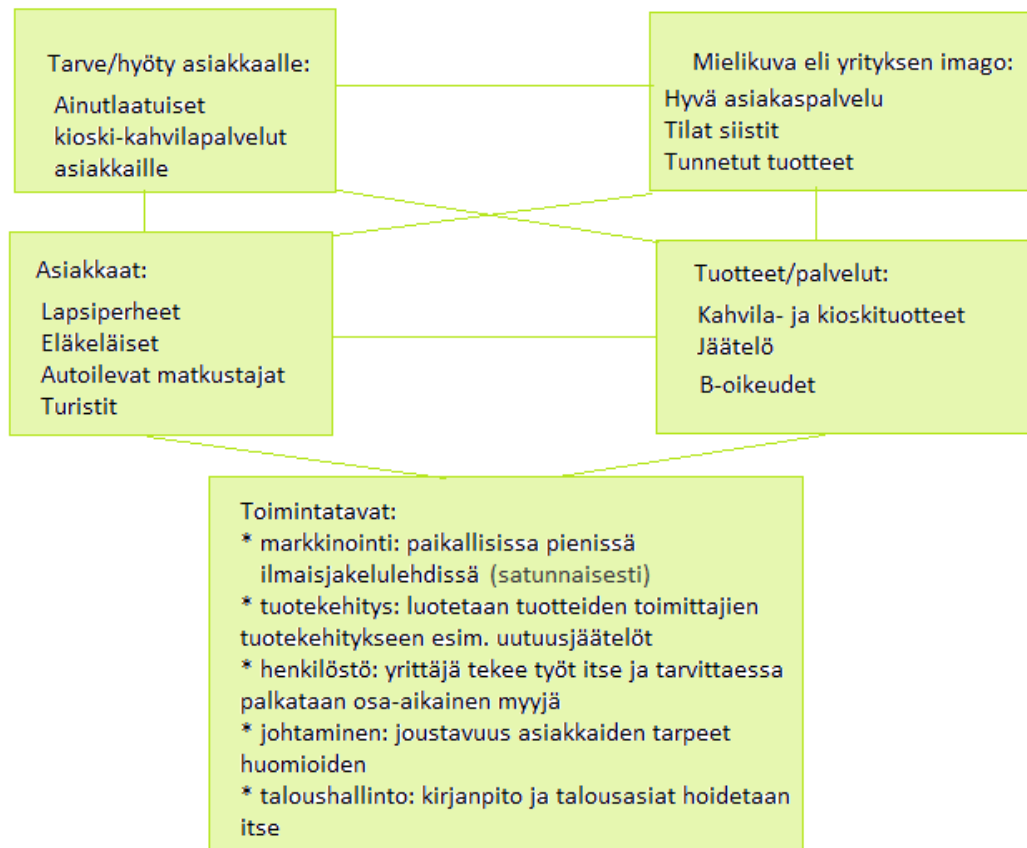 Tarve/hyöty asiakkaalle:
Ainutlaatuiset
kioski-kahvilapalvelut
asiakkaille
Mielikuva eli yrityksen imago:
Hyvä asiakaspalvelu
Tilat siistit
Tunnetut tuotteet
Asiakkaat:
Lapsiperheet
Eläkeläiset
Autoilevat matkustajat
Turistit
Tuotteet/palvelut:
Kahvila- ja kioskituotteet
Jäätelö
B-oikeudet
Toimintatavat:
* markkinointi: paikallisissa pienissä
ilmaisjakelulehdissä (satunnaisesti)
* tuotekehitys: luotetaan tuotteiden toimittajien
tuotekehitykseen esim. uutuusjäätelöt
* henkilöstö: yrittäjä tekee työt itse ja tarvittaessa
palkataan osa-aikainen myyjä
* johtaminen: joustavuus asiakkaiden tarpeet
huomioiden
* taloushallinto: kirjanpito ja talousasiat hoidetaan
itse